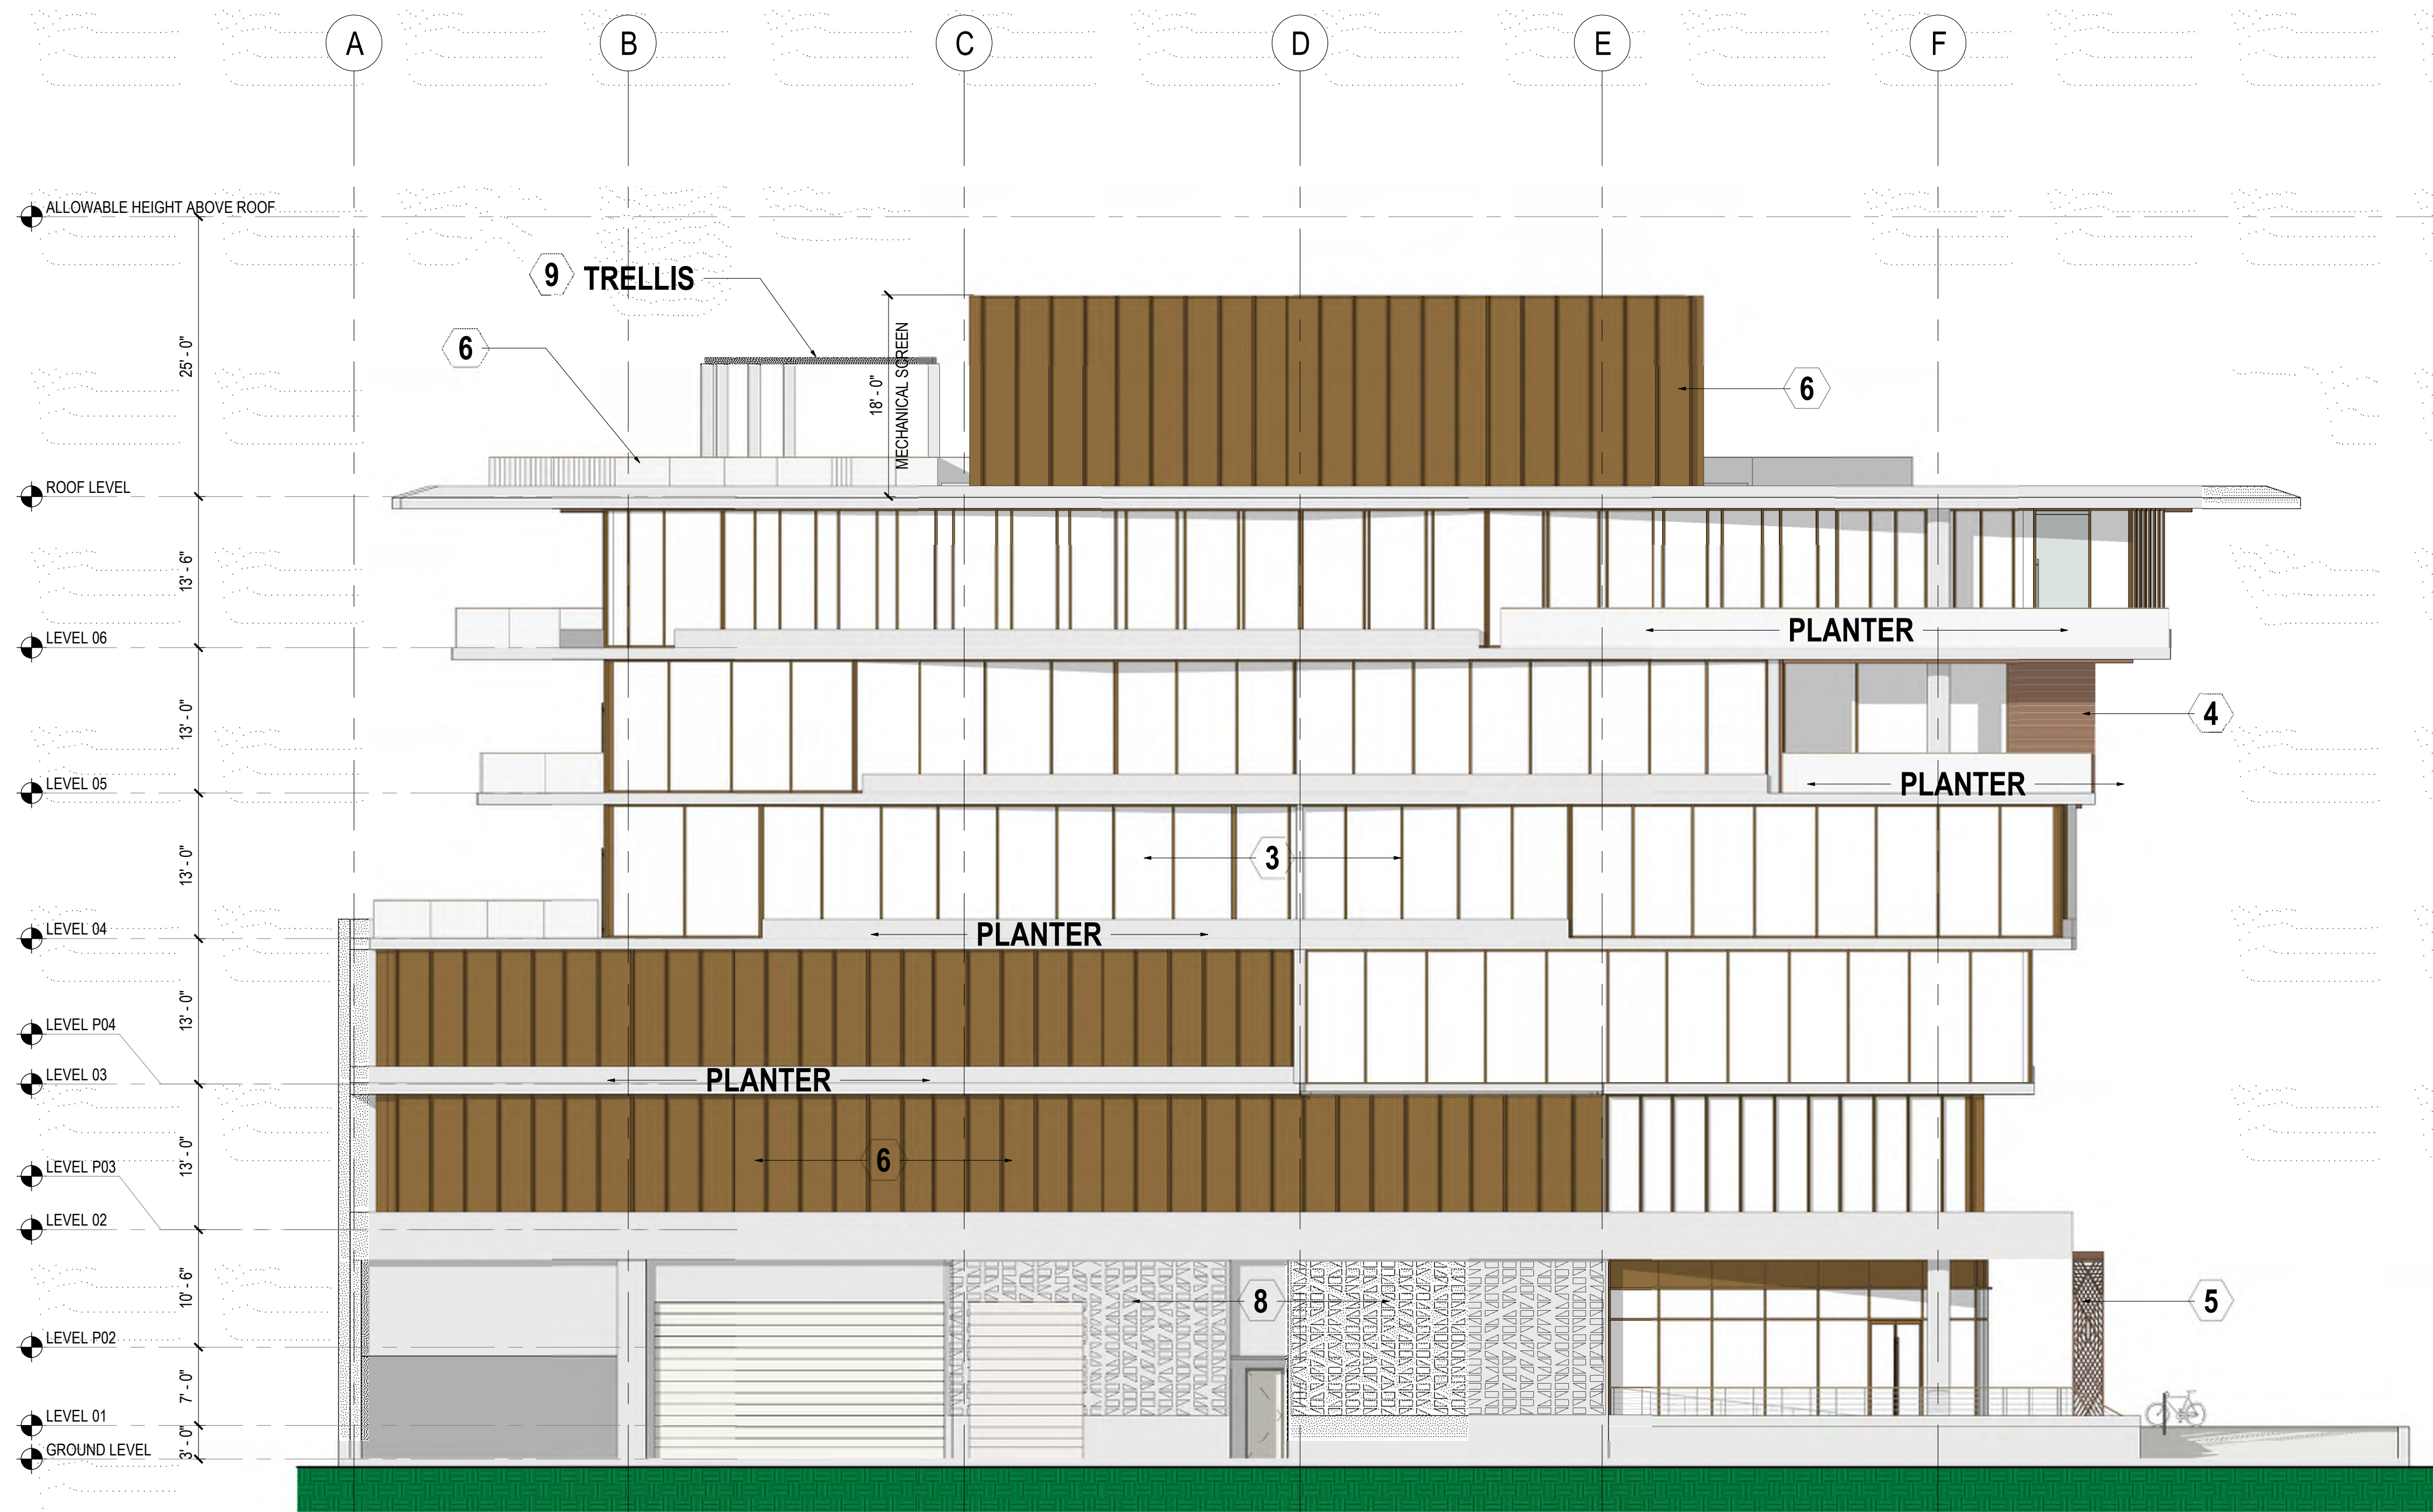 A B C D E F
ALLOWABLE HEIGHT ABOVE ROOF
9 TRELLIS
6
25' - 0"
18' - 0"
MECHANICAL SCREEN
6
ROOF LEVEL
13' - 6"
LEVEL 06
PLANTER
13' - 0"
4
LEVEL 05
PLANTER
13' - 0"
3
LEVEL 04
PLANTER
13' - 0"
LEVEL P04
LEVEL 03
PLANTER
13' - 0"
6
LEVEL P03
LEVEL 02
10' - 6"
8
5
LEVEL P02
7' - 0"
LEVEL 01
3' - 0"
GROUND LEVEL